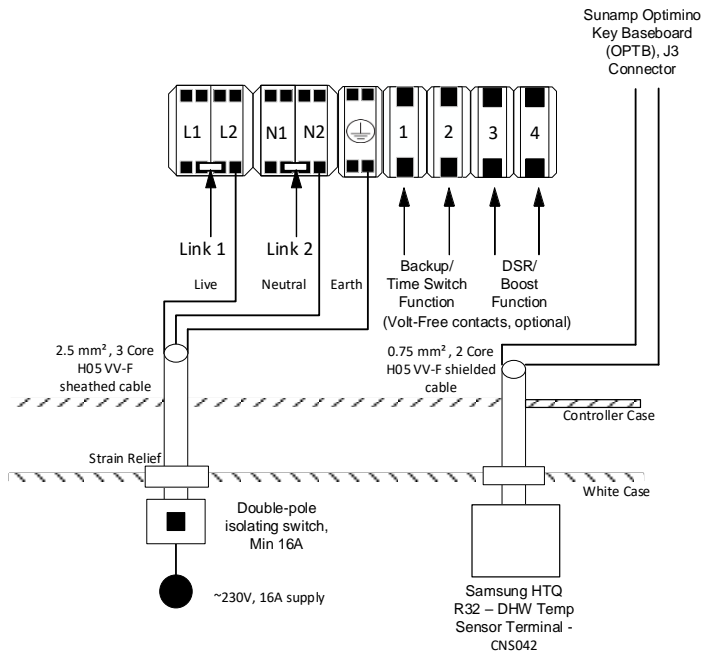 Sunamp Optimino
Key Baseboard
(OPTB), J3
Connector
L1
L2
N1
N2
1
2
3
4
Link 1
Link 2
Live
Neutral
Earth
Backup/
Time Switch
Function
DSR/
Boost
Function
(Volt-Free contacts, optional)
2.5 mm², 3 Core
H05 VV-F
sheathed cable
0.75 mm², 2 Core
H05 VV-F shielded
cable
Controller Case
Strain Relief
White Case
Double-pole
isolating switch,
Min 16A
~230V, 16A supply
Samsung HTQ
R32 – DHW Temp
Sensor Terminal -
CNS042